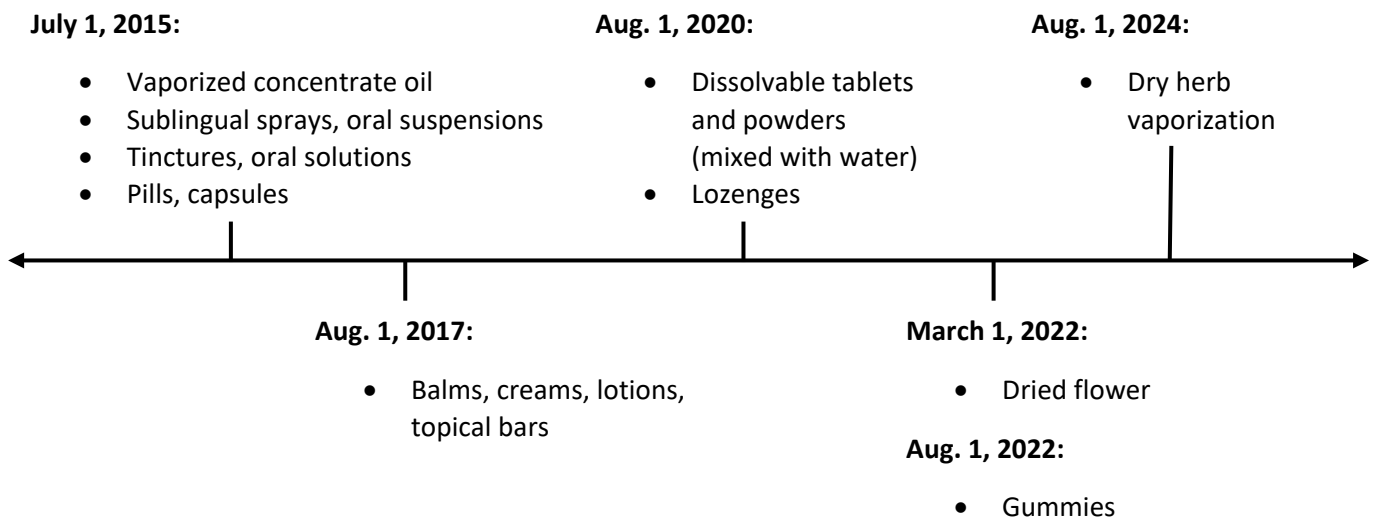 July 1, 2015:
• Vaporized concentrate oil
• Sublingual sprays, oral suspensions
• Tinctures, oral solutions
• Pills, capsules
Aug. 1, 2020:
• Dissolvable tablets
and powders
(mixed with water)
• Lozenges
Aug. 1, 2024:
• Dry herb
vaporization
Aug. 1, 2017:
• Balms, creams, lotions,
topical bars
March 1, 2022:
• Dried flower
Aug. 1, 2022:
• Gummies